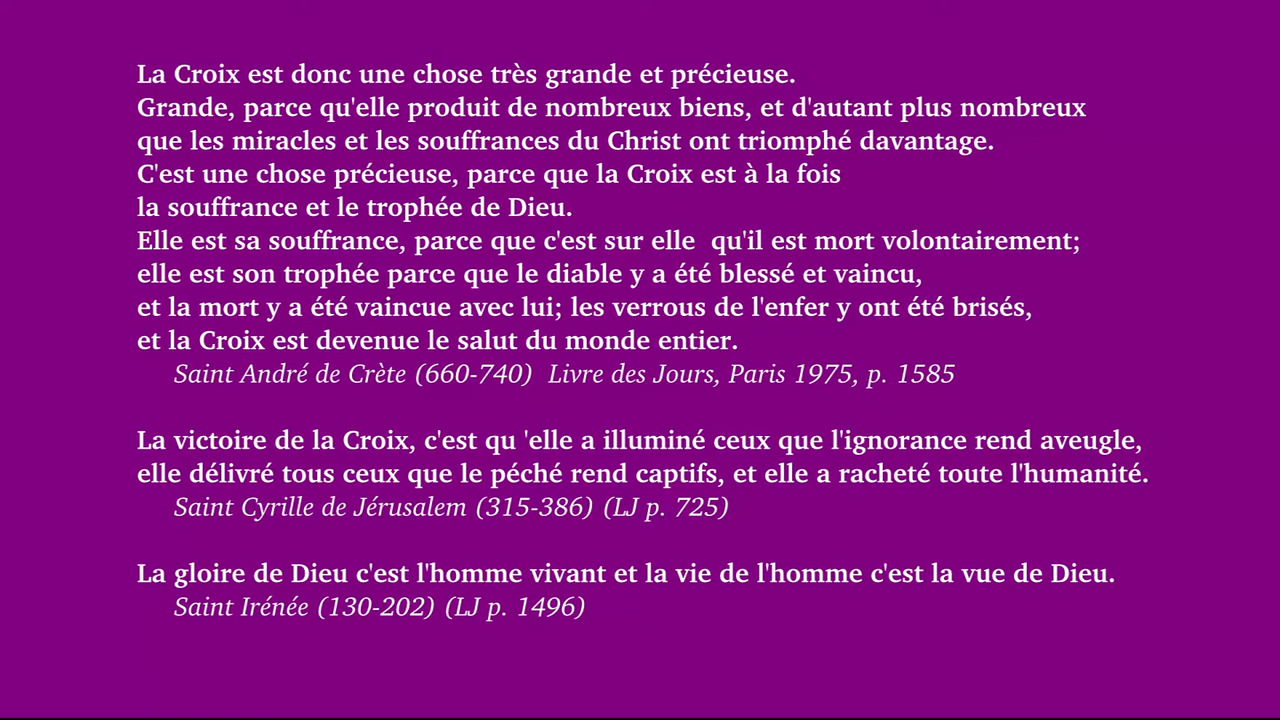 La Croix est donc une chose très grande et précieuse.
Grande, parce qu'elle produit de nombreux biens, et d'autant plus nombreux
que les miracles et les souffrances du Christ ont triomphé davantage.
C'est une chose précieuse, parce que la Croix est à la fois
la souffrance et le trophée de Dieu.
Elle est sa souffrance, parce que c'est sur elle  qu'il est mort volontairement;
elle est son trophée parce que le diable y a été blessé et vaincu,
et la mort y a été vaincue avec lui; les verrous de l'enfer y ont été brisés,
et la Croix est devenue le salut du monde entier.
Saint André de Crète (660-740)  Livre des Jours, Paris 1975, p. 1585
La victoire de la Croix, c'est qu 'elle a illuminé ceux que l'ignorance rend aveugle,
elle délivré tous ceux que le péché rend captifs, et elle a racheté toute l'humanité.
Saint Cyrille de Jérusalem (315-386) (LJ p. 725)
La gloire de Dieu c'est l'homme vivant et la vie de l'homme c'est la vue de Dieu.
Saint Irénée (130-202) (LJ p. 1496)